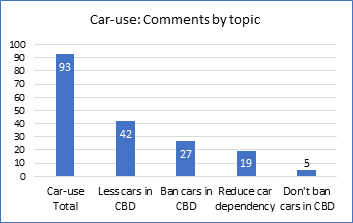 Car-use: Comments by topic
100
90
80
70
60
50
40
30
20
10
0
93
42
27
19
5
Car-use Total
Less cars in CBD
Ban cars in CBD
Reduce car dependency
Don't ban cars in CBD